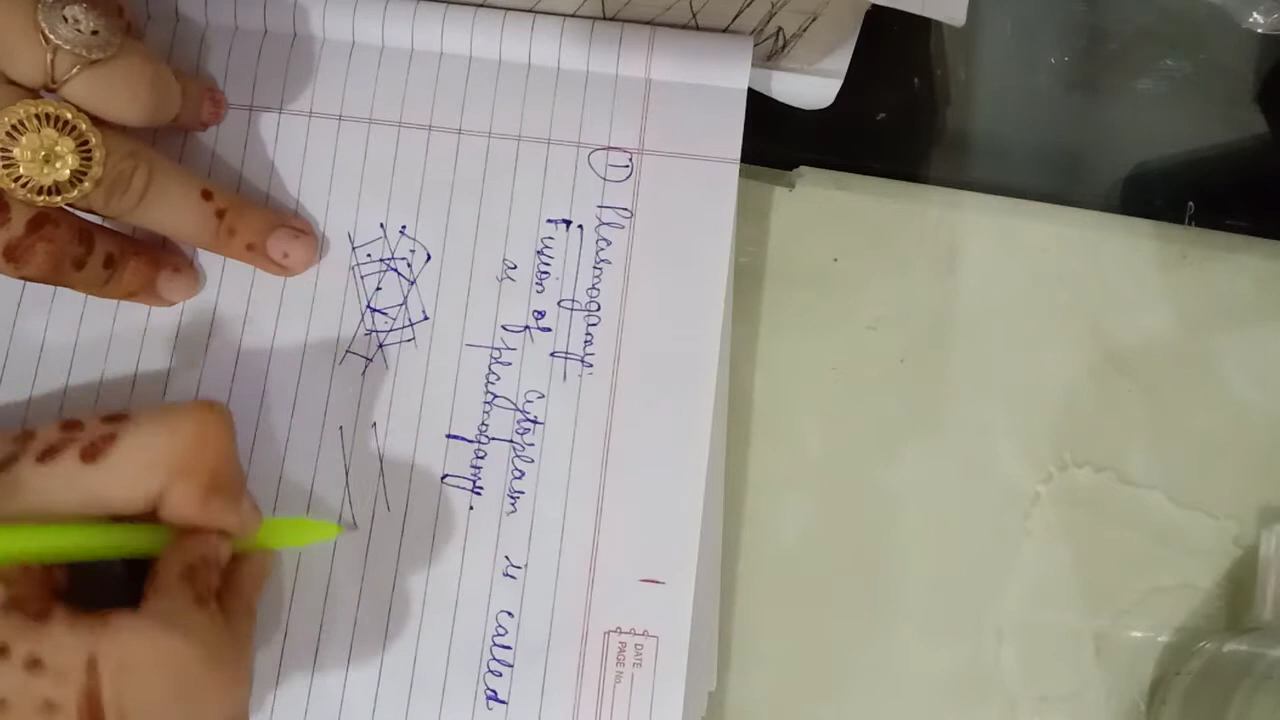 DATE
PAGE No.
① Plasmogamy:
Fusion of cytoplasm is called
as plasmogamy.